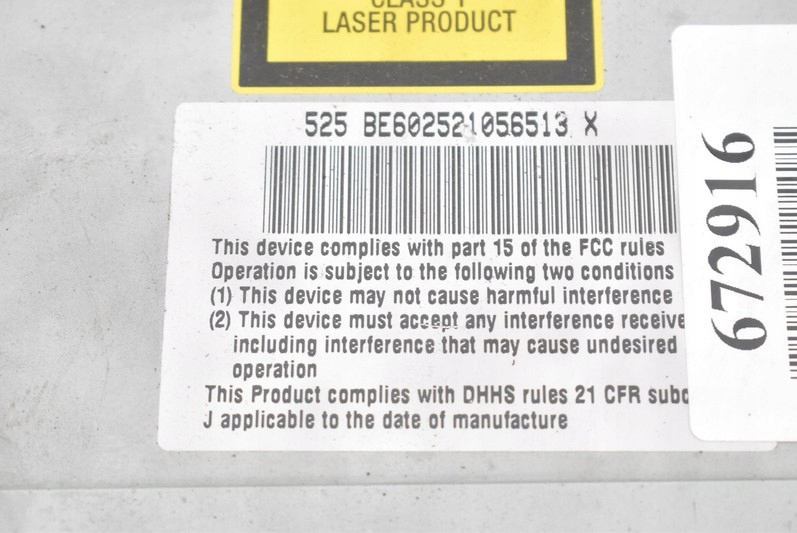 CLASS 1
LASER PRODUCT
525 BE602521056513 X
This device complies with part 15 of the FCC rules
Operation is subject to the following two conditions
(1) This device may not cause harmful interference
(2) This device must accept any interference receive
including interference that may cause undesired
operation
This Product complies with DHHS rules 21 CFR subc
J applicable to the date of manufacture
672916